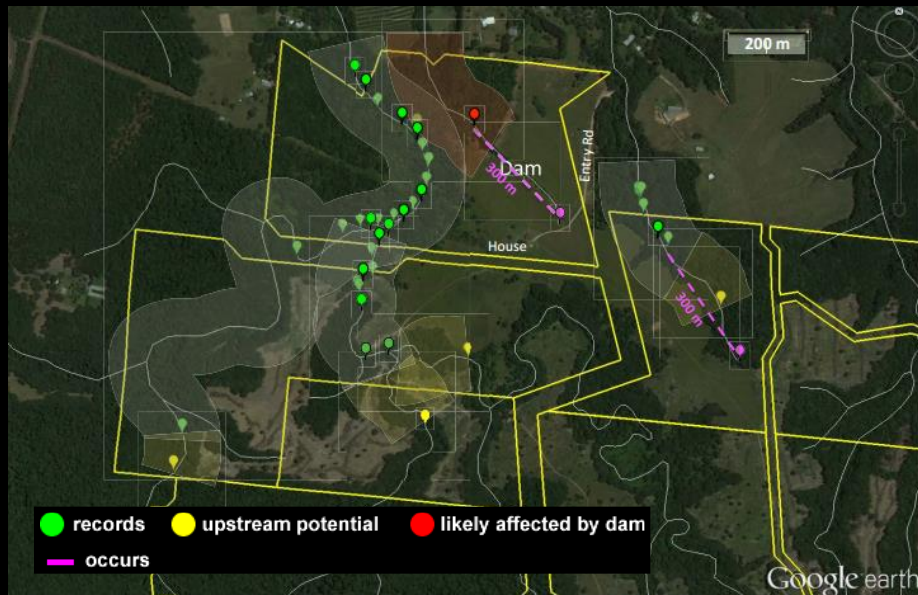 200 m
Entry Rd
Dam
300 m
House
300 m
records
upstream potential
likely affected by dam
occurs
Google earth